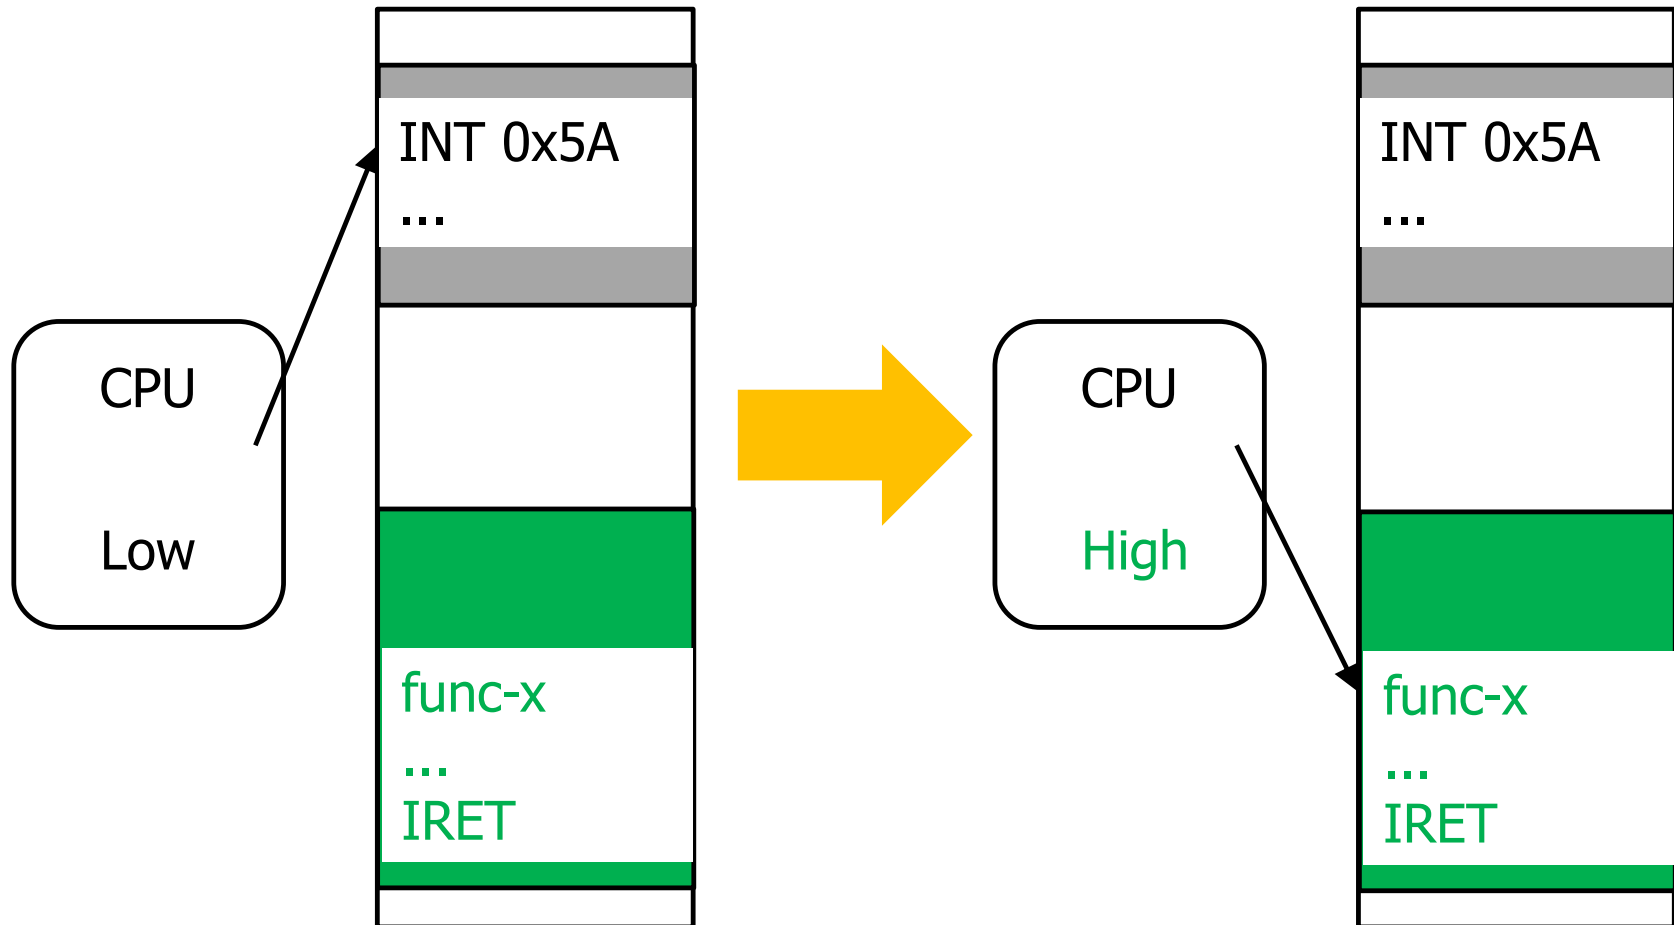 INT 0x5A
...
CPU
Low
func-x
...
IRET
INT 0x5A
...
CPU
High
func-x
...
IRET